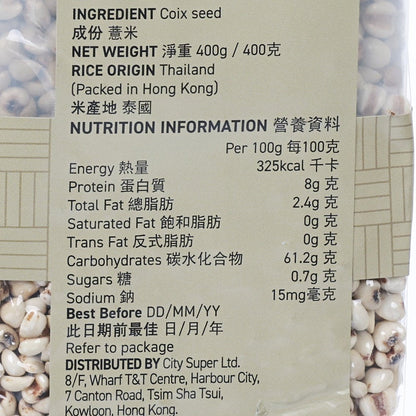 INGREDIENT Coix seed
成份 薏米
NET WEIGHT 淨重 400g / 400克
RICE ORIGIN Thailand
(Packed in Hong Kong)
米產地 泰國
NUTRITION INFORMATION 營養資料
Per 100g 每100克
Energy 熱量 325kcal 千卡
Protein 蛋白質 8g 克
Total Fat 總脂肪 2.4g 克
Saturated Fat 飽和脂肪 0g 克
Trans Fat 反式脂肪 0g 克
Carbohydrates 碳水化合物 61.2g 克
Sugars 糖 0.7g 克
Sodium 鈉 15mg毫克
Best Before DD/MM/YY
此日期前最佳 日/月/年
Refer to package
DISTRIBUTED BY City Super Ltd.
8/F, Wharf T&T Centre, Harbour City,
7 Canton Road, Tsim Sha Tsui,
Kowloon, Hong Kong.